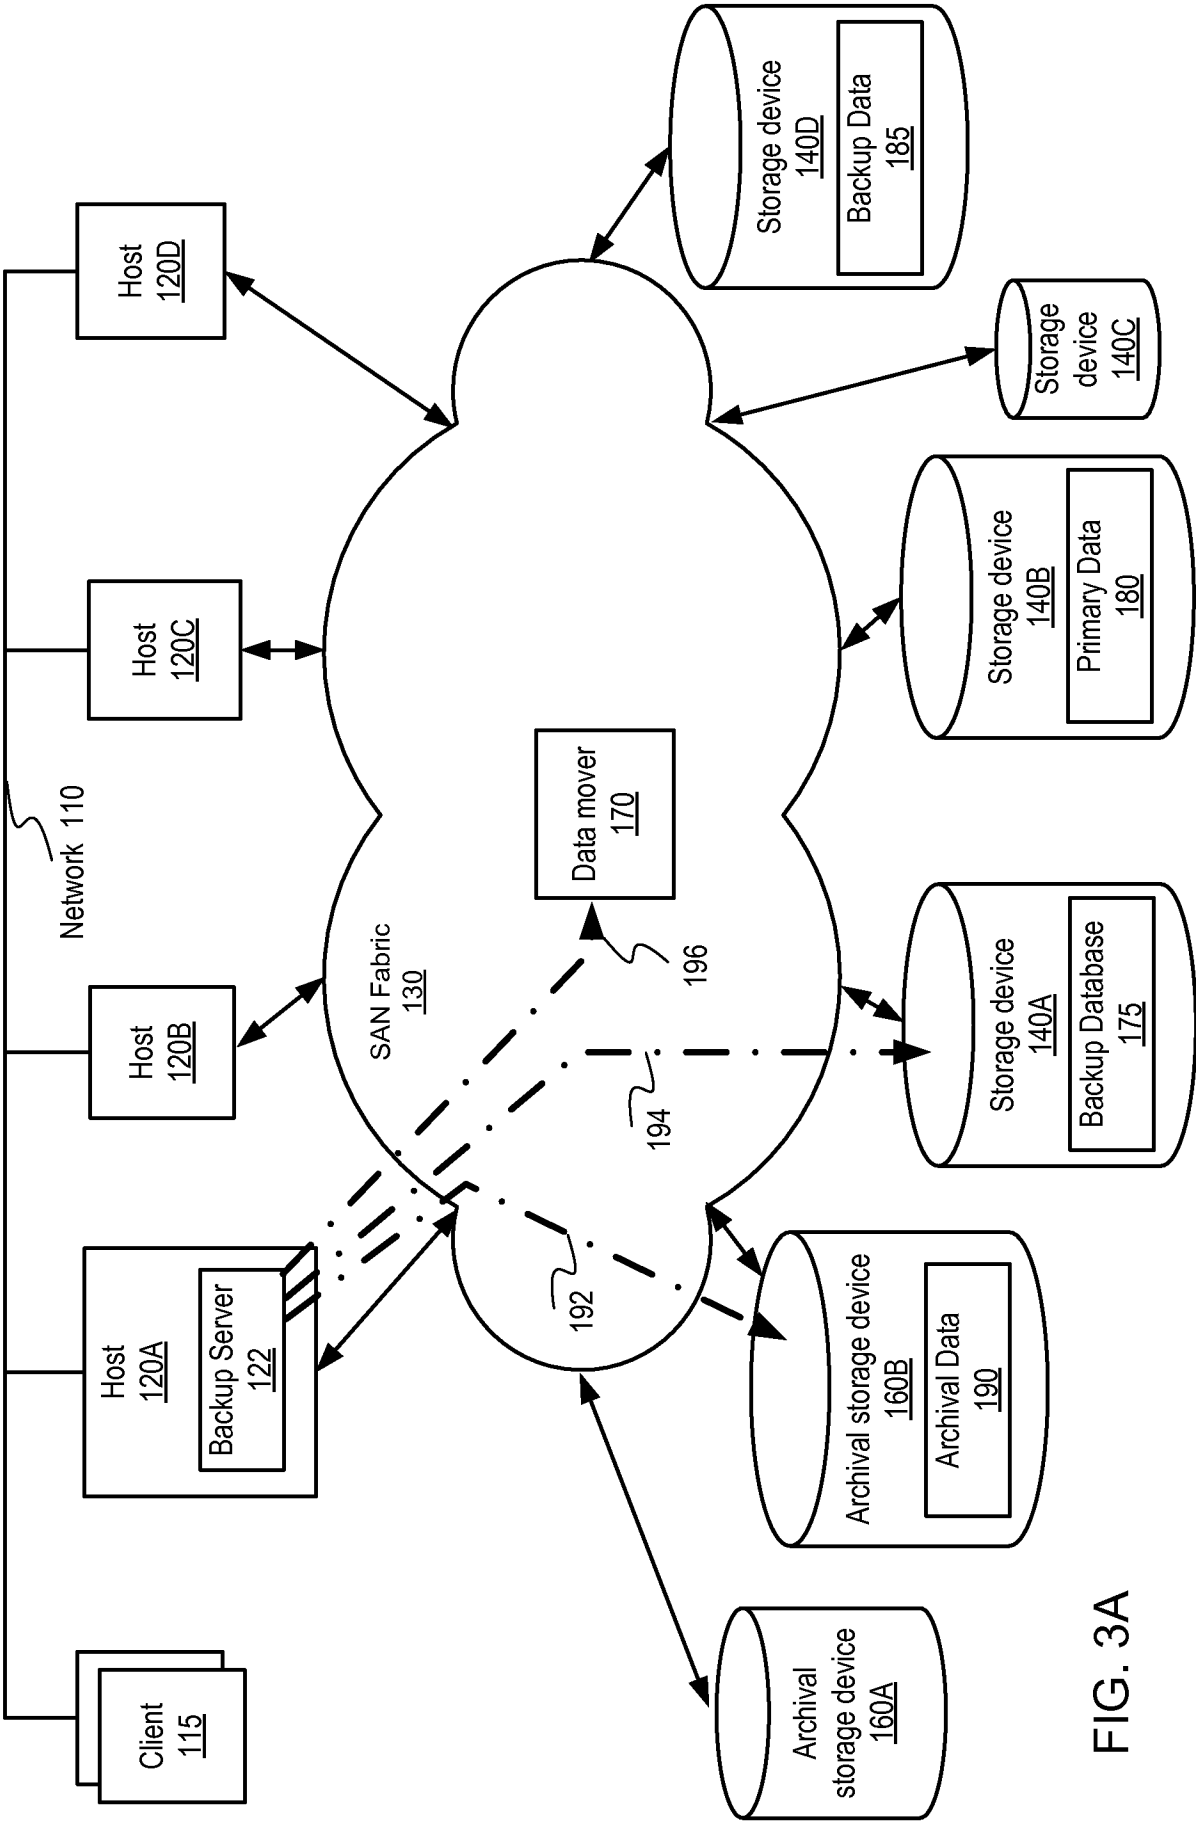 Network 110
Client
115
Host
120A
Backup Server
122
Host
120B
Host
120C
Host
120D
SAN Fabric
130
Data mover
170
192
194
196
Archival
storage device
160A
Archival storage device
160B
Archival Data
190
Storage device
140A
Backup Database
175
Storage device
140B
Primary Data
180
Storage
device
140C
Storage device
140D
Backup Data
185
FIG. 3A